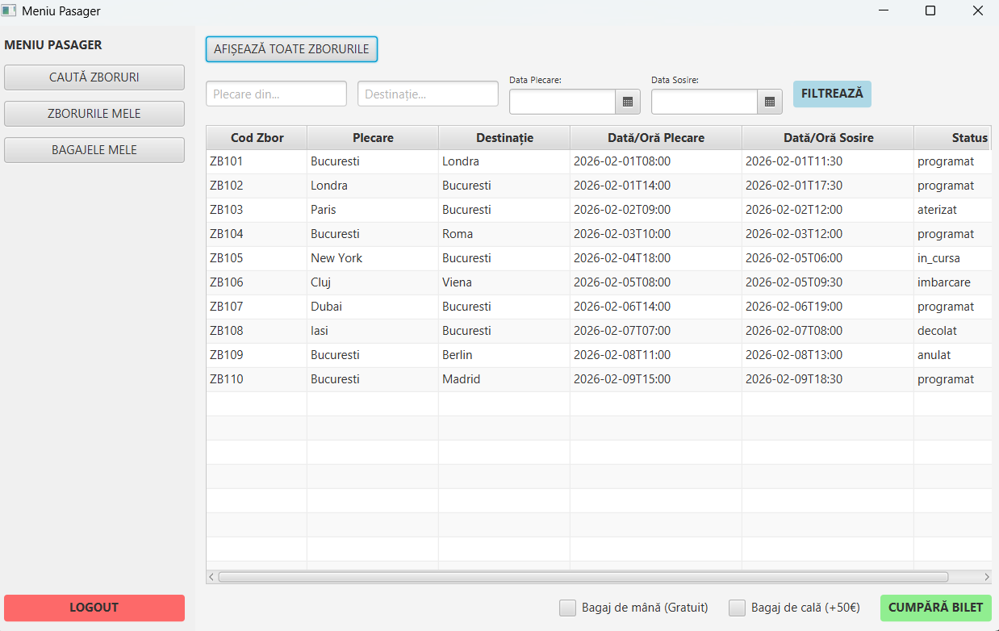 Meniu Pasager
MENIU PASAGER
CAUTĂ ZBORURI
ZBORURILE MELE
BAGAJELE MELE
LOGOUT
AFIȘEAZĂ TOATE ZBORURILE
Plecare din... Destinație... Data Plecare: Data Sosire: FILTREAZĂ
Cod Zbor Plecare Destinație Dată/Oră Plecare Dată/Oră Sosire Status
ZB101 Bucuresti Londra 2026-02-01T08:00 2026-02-01T11:30 programat
ZB102 Londra Bucuresti 2026-02-01T14:00 2026-02-01T17:30 programat
ZB103 Paris Bucuresti 2026-02-02T09:00 2026-02-02T12:00 aterizat
ZB104 Bucuresti Roma 2026-02-03T10:00 2026-02-03T12:00 programat
ZB105 New York Bucuresti 2026-02-04T18:00 2026-02-05T06:00 in_cursa
ZB106 Cluj Viena 2026-02-05T08:00 2026-02-05T09:30 imbarcare
ZB107 Dubai Bucuresti 2026-02-06T14:00 2026-02-06T19:00 programat
ZB108 Iasi Bucuresti 2026-02-07T07:00 2026-02-07T08:00 decolat
ZB109 Bucuresti Berlin 2026-02-08T11:00 2026-02-08T13:00 anulat
ZB110 Bucuresti Madrid 2026-02-09T15:00 2026-02-09T18:30 programat
Bagaj de mână (Gratuit) Bagaj de cală (+50€) CUMPĂRĂ BILET